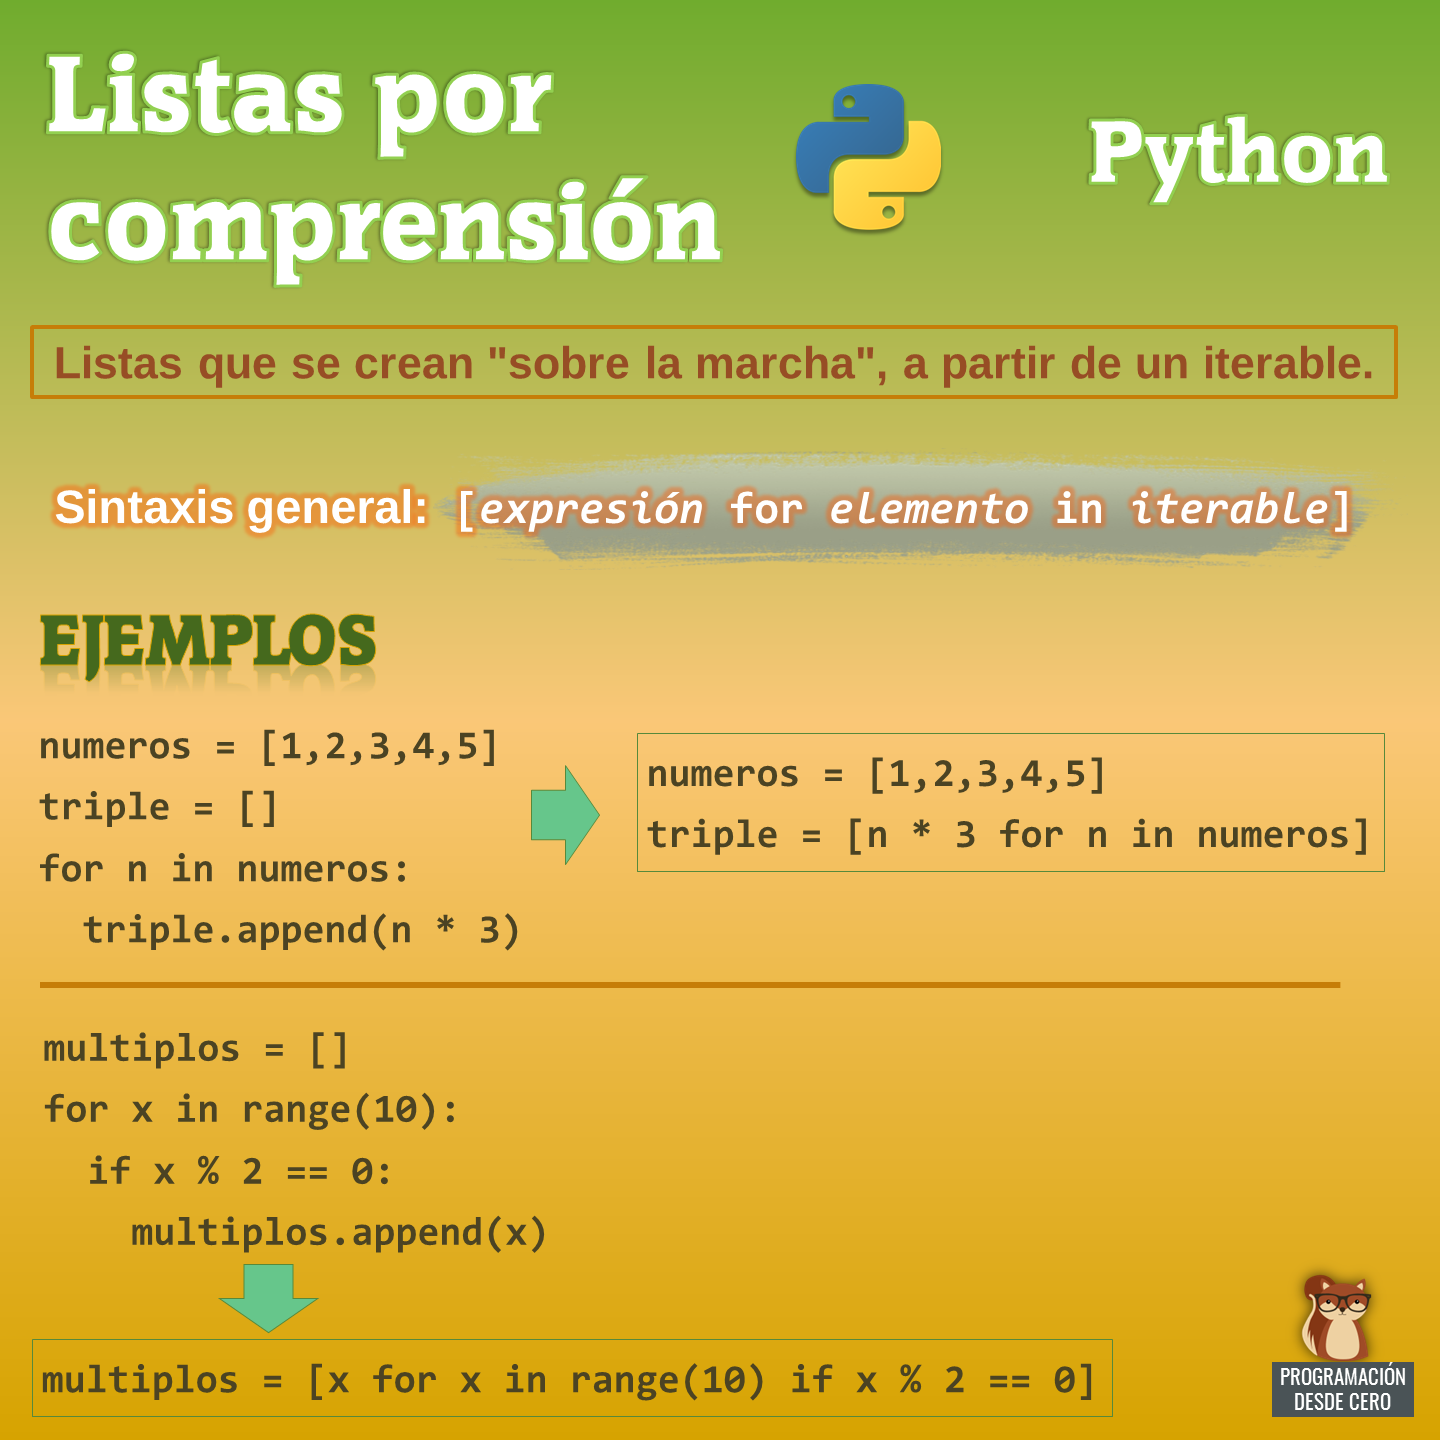 Listas por
comprensión
Python
Listas que se crean "sobre la marcha", a partir de un iterable.
Sintaxis general: [expresión for elemento in iterable]
EJEMPLOS
numeros = [1,2,3,4,5]
triple = []
for n in numeros:
  triple.append(n * 3)
numeros = [1,2,3,4,5]
triple = [n * 3 for n in numeros]
multiplos = []
for x in range(10):
  if x % 2 == 0:
    multiplos.append(x)
multiplos = [x for x in range(10) if x % 2 == 0]
PROGRAMACIÓN
DESDE CERO